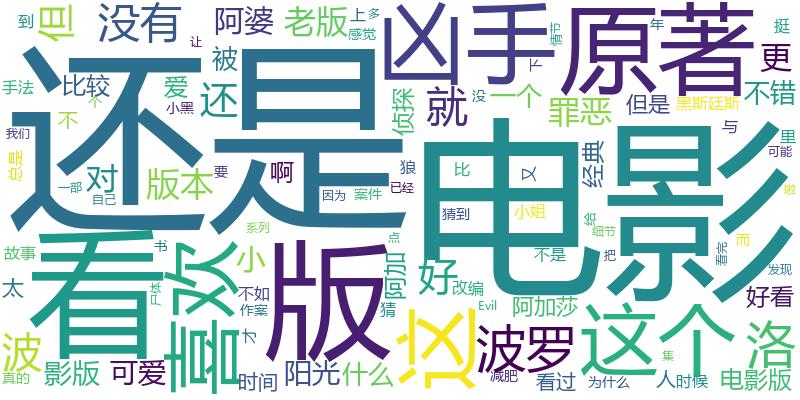 还是
电影
看
版
原著
凶手
这个
这
喜欢
波罗
洛
没有
但
阿婆
老版
上
多
感觉
情节
年
挺
到
让
下
更
手法
比较
爱
被
还
侦探
就
没
一个
罪恶
但是
黑斯廷斯
不错
我们
不
个
小黑
与
里
可能
总是
一部
自己
对
版本
要
啊
因为
案件
狼
已经
比
又
经典
猜到
小姐
给
细节
而
啦
故事
书
小
系列
点
阿加
好
不是
把
看完
发现
太
尸体
不如
作案
猜
改编
Evil
阿加莎
好看
波
影版
真的
可爱
才
时间
阳光
什么
减肥
看过
为什么
集
人
时候
电影版